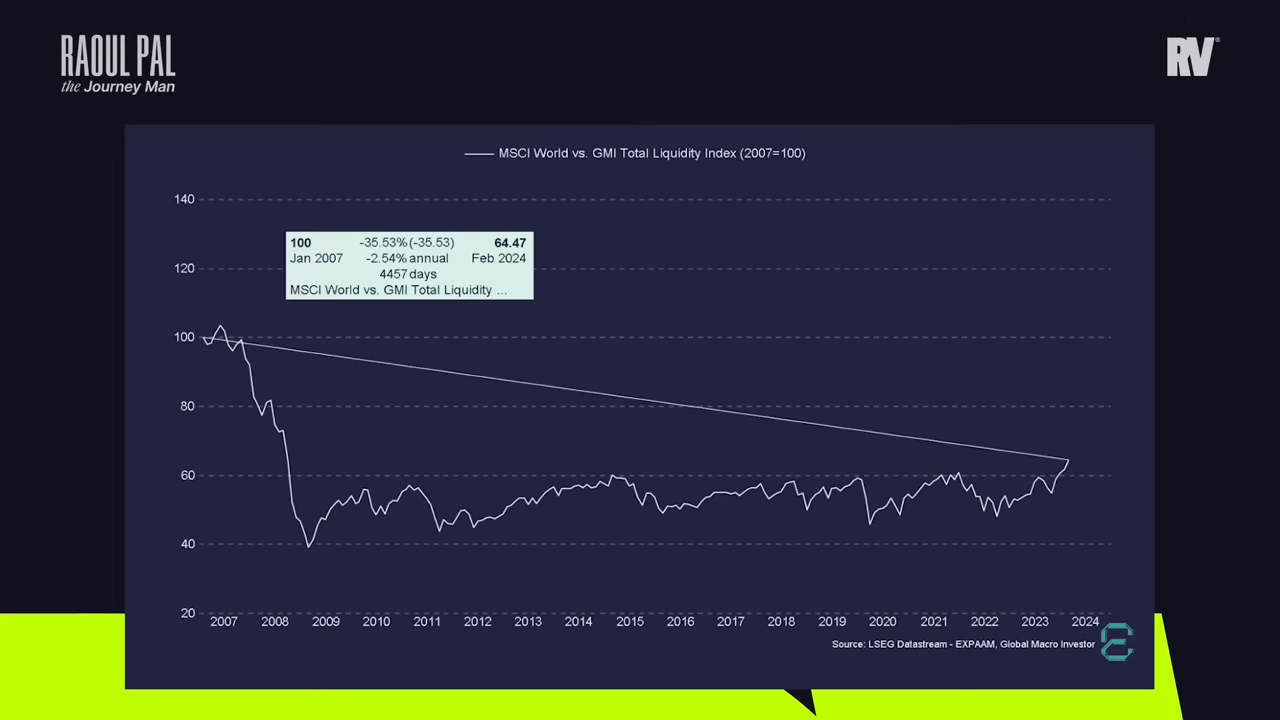 RAOUL PAL
the Journey Man
RV®
MSCI World vs. GMI Total Liquidity Index (2007=100)
140
120
100
80
60
40
20
100 -35.53% (-35.53) 64.47
Jan 2007 -2.54% annual Feb 2024
4457 days
MSCI World vs. GMI Total Liquidity ...
2007 2008 2009 2010 2011 2012 2013 2014 2015 2016 2017 2018 2019 2020 2021 2022 2023 2024
Source: LSEG Datastream - EXPAAM, Global Macro Investor